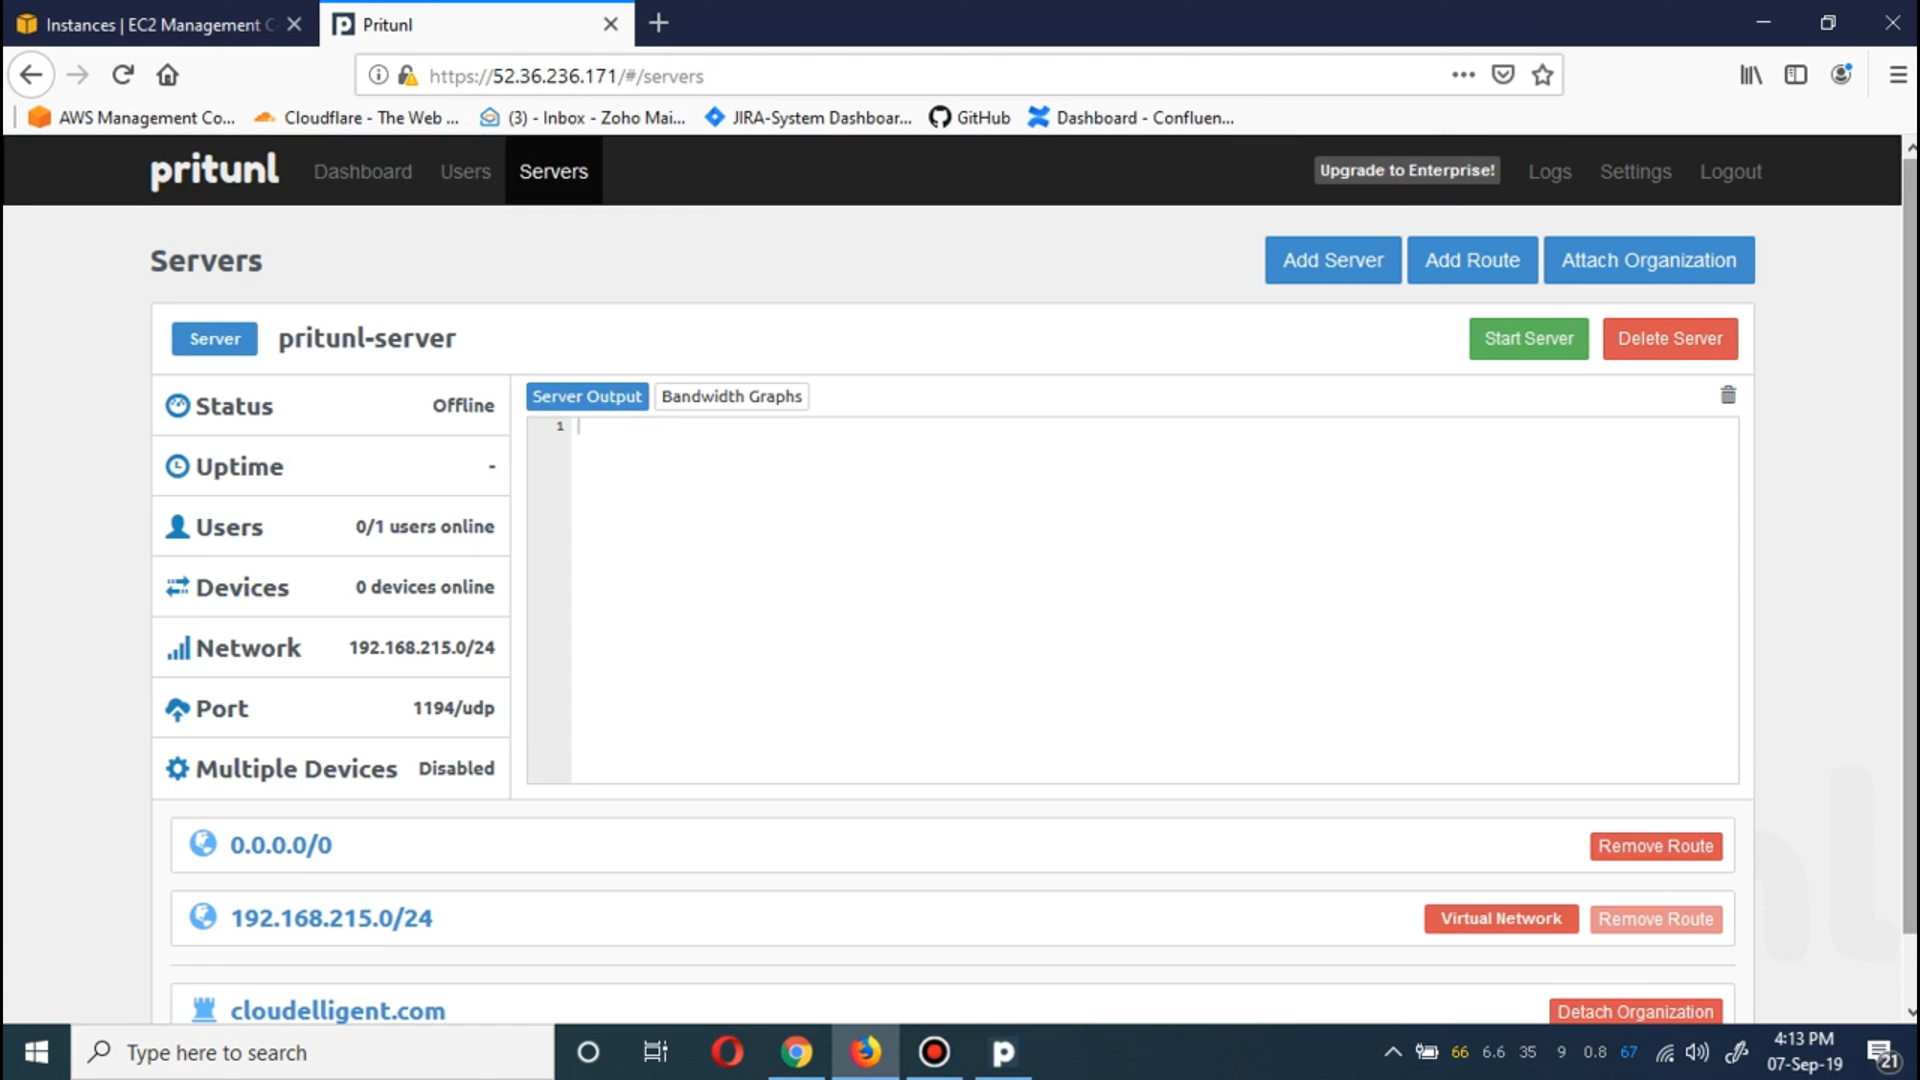 Instances | EC2 Management C
Pritunl
https://52.36.236.171/#/servers
AWS Management Co...
Cloudflare - The Web ...
(3) - Inbox - Zoho Mai...
JIRA-System Dashboar...
GitHub
Dashboard - Confluen...
pritunl
Dashboard
Users
Servers
Upgrade to Enterprise!
Logs
Settings
Logout
Servers
Add Server
Add Route
Attach Organization
Server
pritunl-server
Start Server
Delete Server
Status
Offline
Server Output
Bandwidth Graphs
1
Uptime
-
Users
0/1 users online
Devices
0 devices online
Network
192.168.215.0/24
Port
1194/udp
Multiple Devices
Disabled
0.0.0.0/0
Remove Route
192.168.215.0/24
Virtual Network
Remove Route
cloudelligent.com
Detach Organization
Type here to search
66
6.6
35
9
0.8
67
4:13 PM
07-Sep-19
21